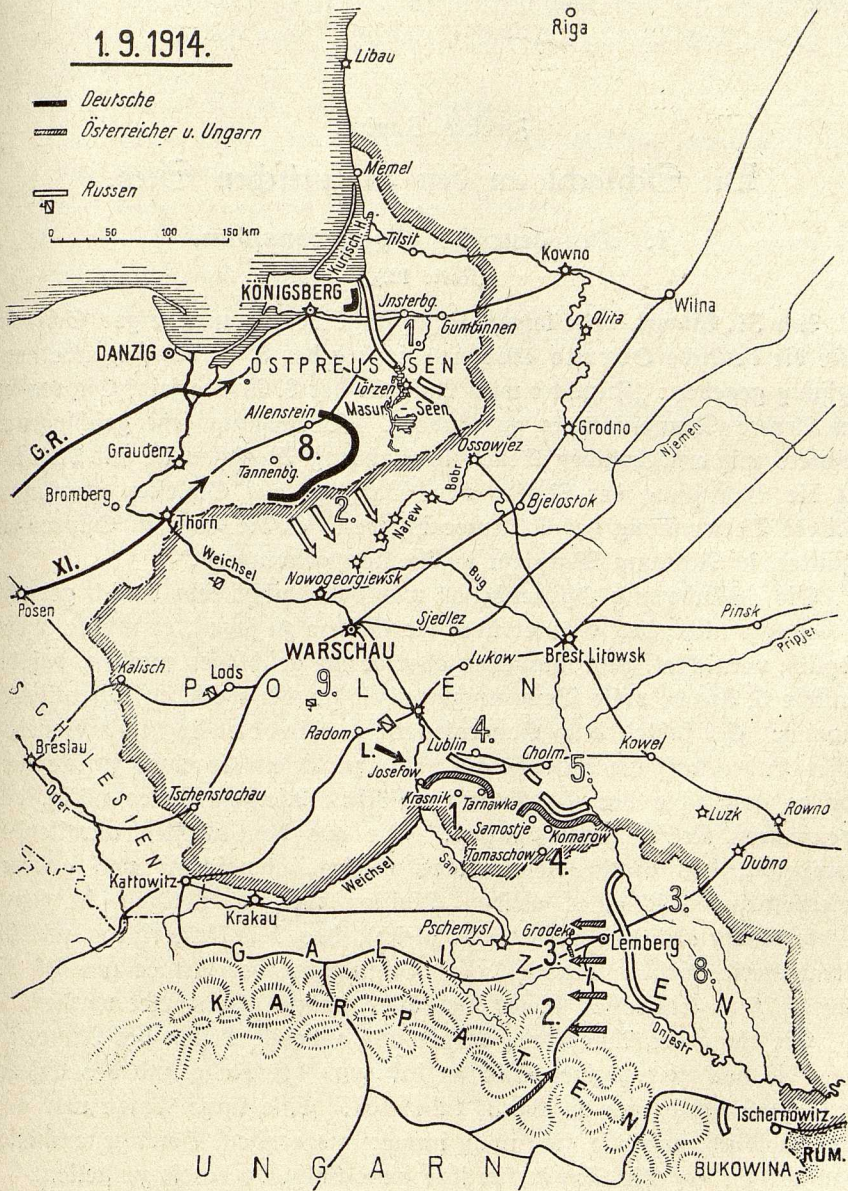 1. 9. 1914.
Deutsche
Österreicher u. Ungarn
Russen
0 50 100 150 km
Riga
Libau
Memel
Kurisch. H.
Tilsit
Kowno
KÖNIGSBERG
Jnsterbg.
Gumbinnen
Wilna
Olita
1.
DANZIG
OSTPREUSSEN
Lötzen
Masur. Seen
Allenstein
8.
G.R.
Graudenz
Tannenbg.
Ossowjez
Grodno
Njemen
Bobr
Bromberg
Thorn
2.
Narew
Bjelostok
XI.
Weichsel
Nowogeorgiewsk
Bug
Posen
Sjedlez
Pinsk
WARSCHAU
Brest Litowsk
Pripjet
Lukow
Kalisch
Lods
POLEN
9.
SCHLESIEN
Radom
4.
L.
Lublin
Cholm
Kowel
Breslau
5.
Josefow
Oder
Tschenstochau
Krasnik
Tarnawka
1.
Samostje
Komarow
Luzk
Rowno
Tomaschow
4.
Dubno
Kattowitz
Weichsel
San
Krakau
3.
Pschemysl
Grodek
Lemberg
GALIZIEN
3.
8.
KARPATEN
2.
Dnjestr
Tschernowitz
RUM.
BUKOWINA
UNGARN